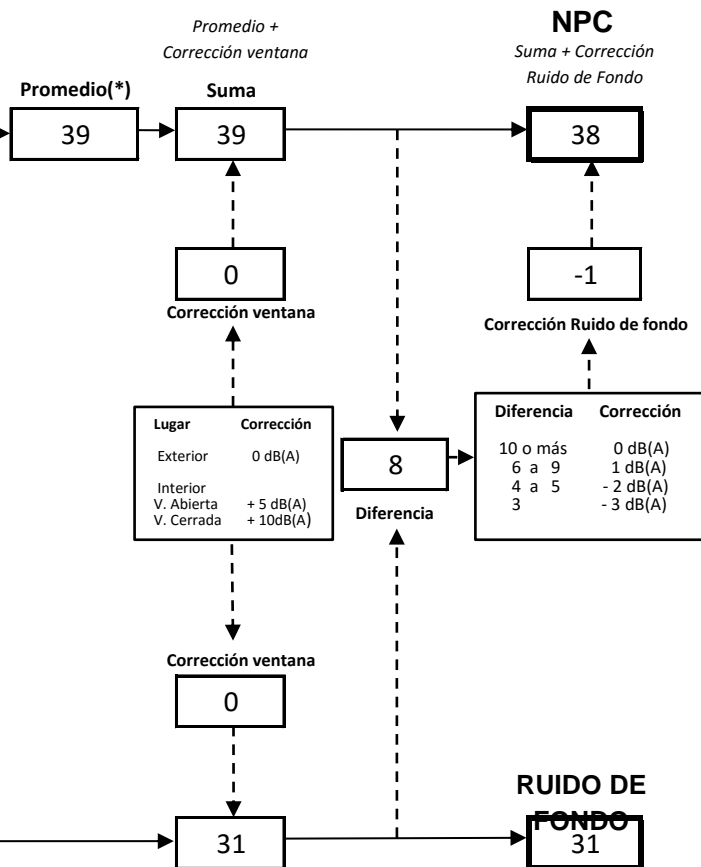 Promedio +
Corrección ventana
NPC
Suma + Corrección
Ruido de Fondo
Promedio(*)
Suma
39
39
38
0
-1
Corrección ventana
Corrección Ruido de fondo
Lugar Corrección
Exterior 0 dB(A)
Interior
V. Abierta + 5 dB(A)
V. Cerrada + 10dB(A)
8
Diferencia
Diferencia Corrección
10 o más 0 dB(A)
6 a 9 1 dB(A)
4 a 5 - 2 dB(A)
3 - 3 dB(A)
Corrección ventana
0
RUIDO DE
FONDO
31
31